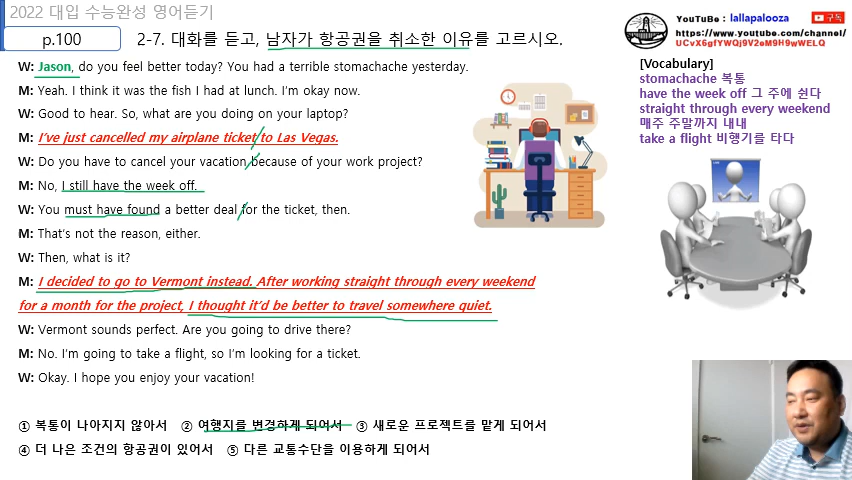 2022 대입 수능완성 영어듣기
p.100
2-7. 대화를 듣고, 남자가 항공권을 취소한 이유를 고르시오.
W: Jason, do you feel better today? You had a terrible stomachache yesterday.
M: Yeah. I think it was the fish I had at lunch. I'm okay now.
W: Good to hear. So, what are you doing on your laptop?
M: I've just cancelled my airplane ticket to Las Vegas.
W: Do you have to cancel your vacation because of your work project?
M: No, I still have the week off.
W: You must have found a better deal for the ticket, then.
M: That's not the reason, either.
W: Then, what is it?
M: I decided to go to Vermont instead. After working straight through every weekend
for a month for the project, I thought it'd be better to travel somewhere quiet.
W: Vermont sounds perfect. Are you going to drive there?
M: No. I'm going to take a flight, so I'm looking for a ticket.
W: Okay. I hope you enjoy your vacation!
① 복통이 나아지지 않아서 ② 여행지를 변경하게 되어서 ③ 새로운 프로젝트를 맡게 되어서
④ 더 나은 조건의 항공권이 있어서 ⑤ 다른 교통수단을 이용하게 되어서
YouTuBe : lallapalooza 구독
https://www.youtube.com/channel/
UCvX6gfYWQj9V2eM9H9wWELQ
[Vocabulary]
stomachache 복통
have the week off 그 주에 쉰다
straight through every weekend
매주 주말까지 내내
take a flight 비행기를 타다